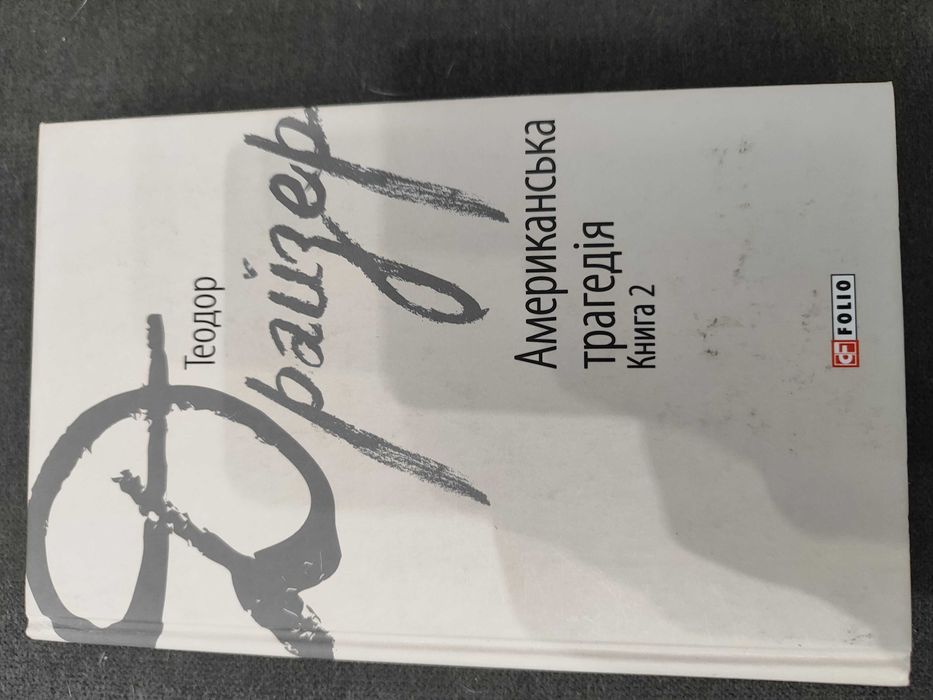 Теодор
Драйзер
Американська
трагедія
Книга 2
FOLIO